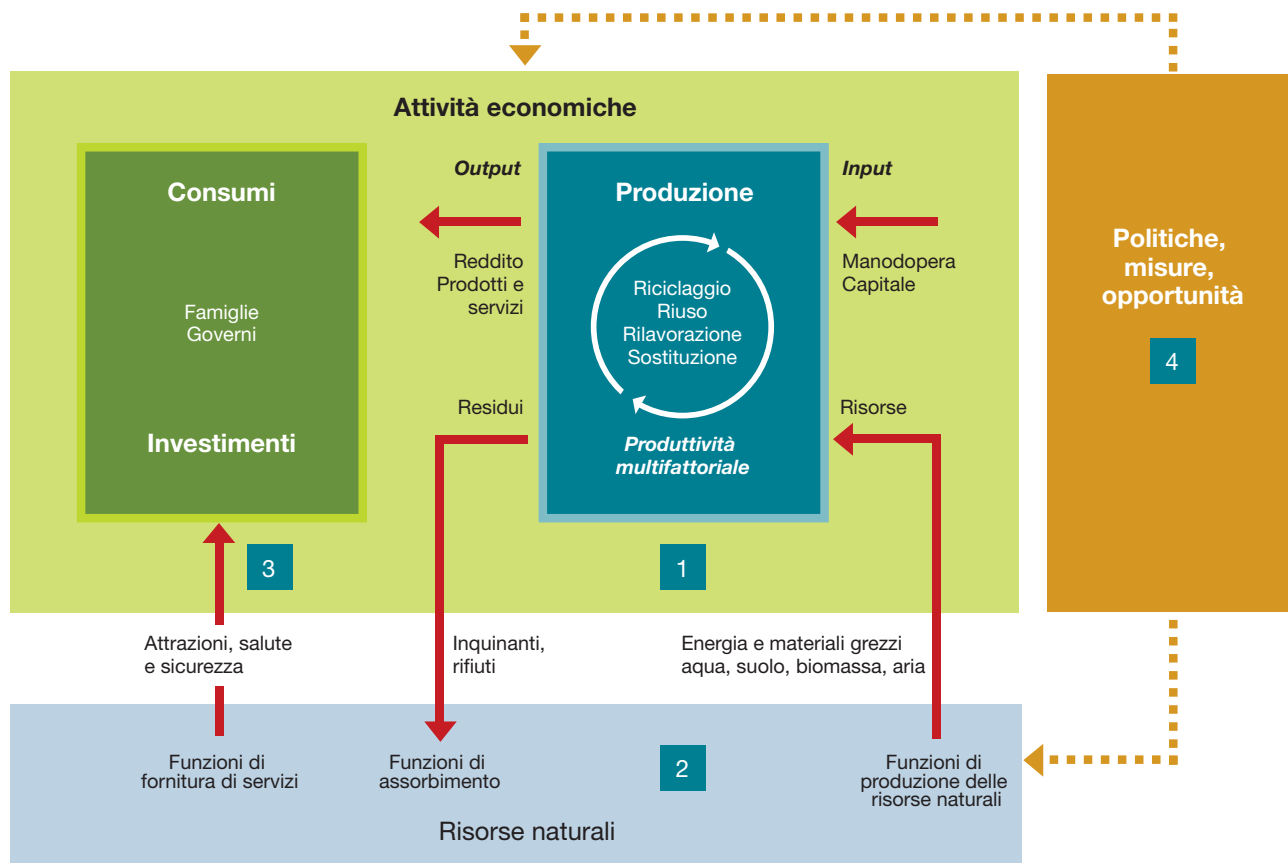 Attività economiche
Consumi
Famiglie
Governi
Investimenti
3
Output
Reddito
Prodotti e
servizi
Residui
Produzione
Riciclaggio
Riuso
Rilavorazione
Sostituzione
Produttività
multifattoriale
1
Input
Manodopera
Capitale
Risorse
Politiche,
misure,
opportunità
4
Attrazioni, salute
e sicurezza
Inquinanti,
rifiuti
Energia e materiali grezzi
aqua, suolo, biomassa, aria
Funzioni di
fornitura di servizi
Funzioni di
assorbimento
2
Funzioni di
produzione delle
risorse naturali
Risorse naturali